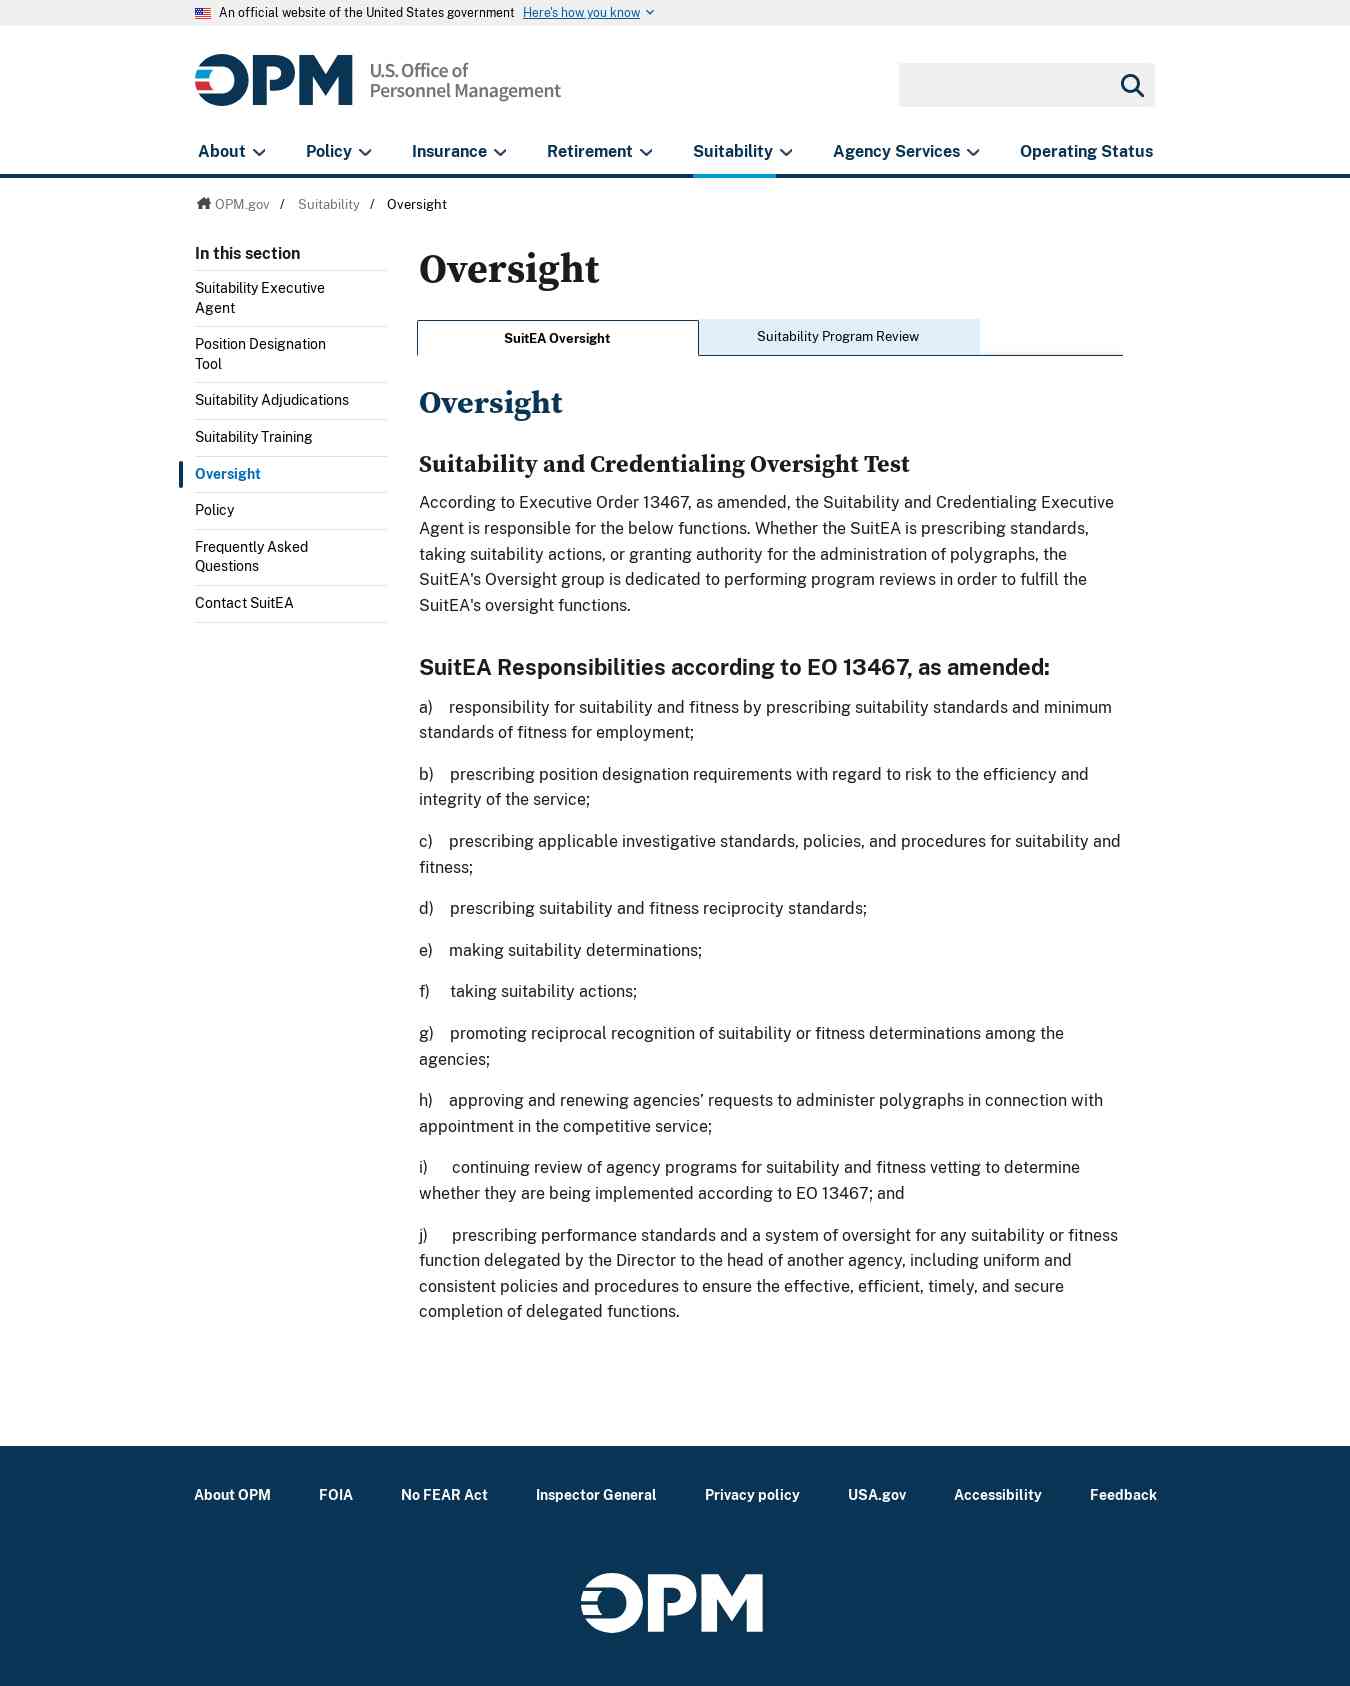 An official website of the United States government Here's how you know
OPM U.S. Office of
Personnel Management
About Policy Insurance Retirement Suitability Agency Services Operating Status
OPM.gov / Suitability / Oversight
In this section
Suitability Executive
Agent
Position Designation
Tool
Suitability Adjudications
Suitability Training
Oversight
Policy
Frequently Asked
Questions
Contact SuitEA
Oversight
SuitEA Oversight Suitability Program Review
Oversight
Suitability and Credentialing Oversight Test
According to Executive Order 13467, as amended, the Suitability and Credentialing Executive
Agent is responsible for the below functions. Whether the SuitEA is prescribing standards,
taking suitability actions, or granting authority for the administration of polygraphs, the
SuitEA's Oversight group is dedicated to performing program reviews in order to fulfill the
SuitEA's oversight functions.
SuitEA Responsibilities according to EO 13467, as amended:
a) responsibility for suitability and fitness by prescribing suitability standards and minimum
standards of fitness for employment;
b) prescribing position designation requirements with regard to risk to the efficiency and
integrity of the service;
c) prescribing applicable investigative standards, policies, and procedures for suitability and
fitness;
d) prescribing suitability and fitness reciprocity standards;
e) making suitability determinations;
f) taking suitability actions;
g) promoting reciprocal recognition of suitability or fitness determinations among the
agencies;
h) approving and renewing agencies’ requests to administer polygraphs in connection with
appointment in the competitive service;
i) continuing review of agency programs for suitability and fitness vetting to determine
whether they are being implemented according to EO 13467; and
j) prescribing performance standards and a system of oversight for any suitability or fitness
function delegated by the Director to the head of another agency, including uniform and
consistent policies and procedures to ensure the effective, efficient, timely, and secure
completion of delegated functions.
About OPM FOIA No FEAR Act Inspector General Privacy policy USA.gov Accessibility Feedback
OPM